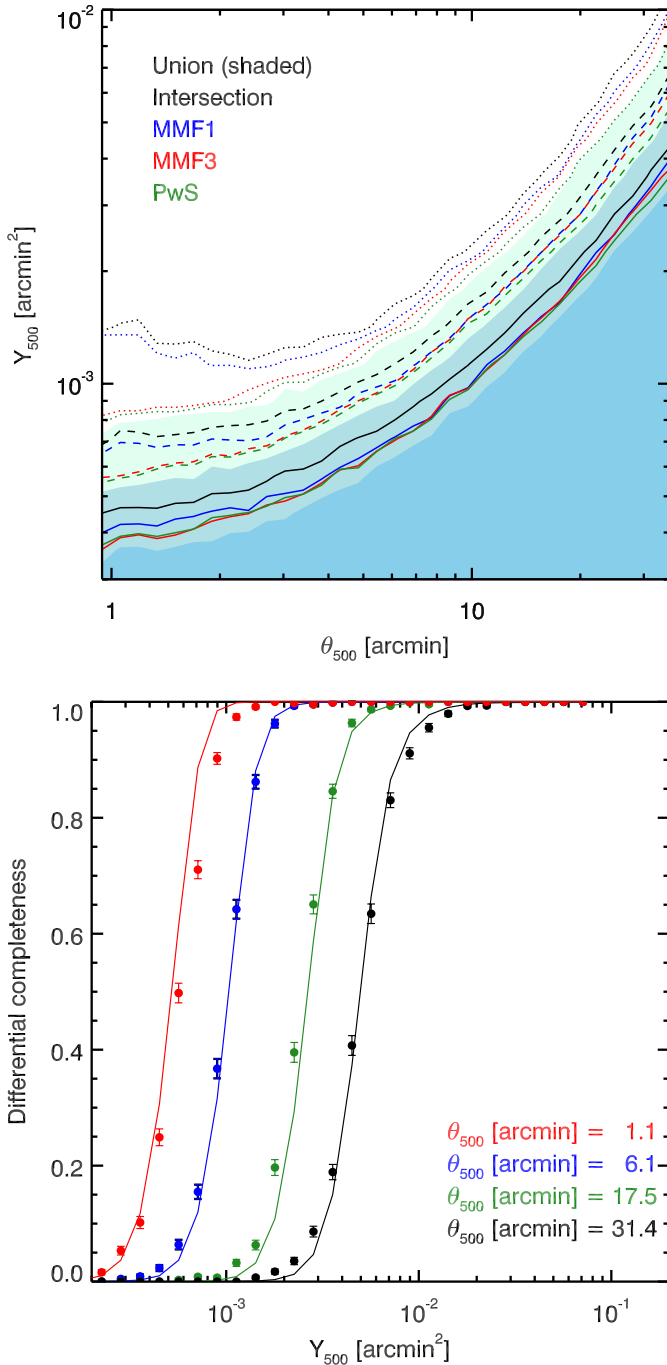 10⁻²
Union (shaded)
Intersection
MMF1
MMF3
PwS
Y₅₀₀ [arcmin²]
10⁻³
1
10
θ₅₀₀ [arcmin]
1.0
0.8
0.6
0.4
0.2
0.0
Differential completeness
θ₅₀₀ [arcmin] = 1.1
θ₅₀₀ [arcmin] = 6.1
θ₅₀₀ [arcmin] = 17.5
θ₅₀₀ [arcmin] = 31.4
10⁻³
10⁻²
10⁻¹
Y₅₀₀ [arcmin²]